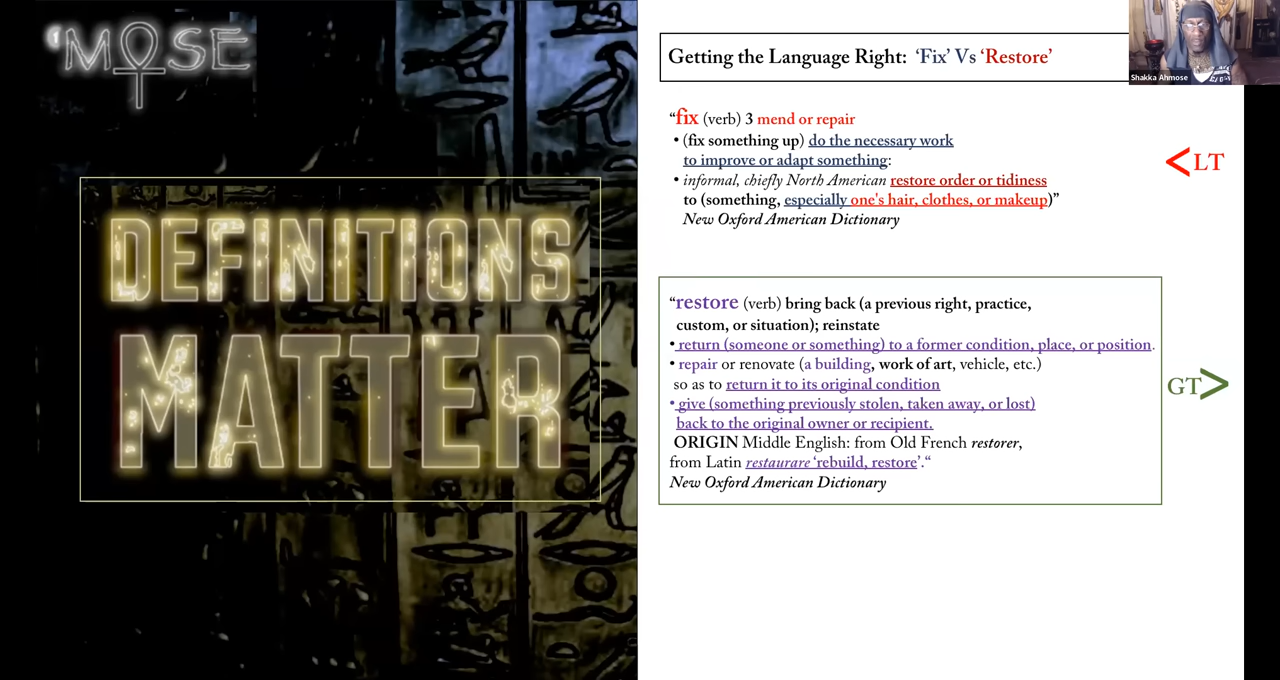 'M☥SE
DEFINITIONS
MATTER
Getting the Language Right: ‘Fix’ Vs ‘Restore’
Shakka Ahmose
“fix (verb) 3 mend or repair
• (fix something up) do the necessary work
to improve or adapt something:
• informal, chiefly North American restore order or tidiness
to (something, especially one's hair, clothes, or makeup)”
New Oxford American Dictionary
<LT
“restore (verb) bring back (a previous right, practice,
custom, or situation); reinstate
• return (someone or something) to a former condition, place, or position.
• repair or renovate (a building, work of art, vehicle, etc.)
so as to return it to its original condition
• give (something previously stolen, taken away, or lost)
back to the original owner or recipient.
ORIGIN Middle English: from Old French restorer,
from Latin restaurare ‘rebuild, restore’.“
New Oxford American Dictionary
GT>